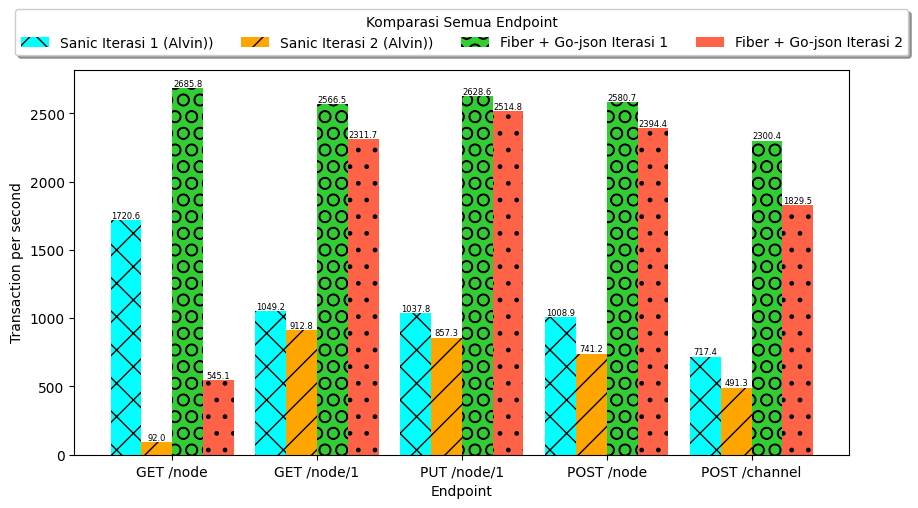 Komparasi Semua Endpoint
Sanic Iterasi 1 (Alvin)) Sanic Iterasi 2 (Alvin)) Fiber + Go-json Iterasi 1 Fiber + Go-json Iterasi 2
Transaction per second
2500
2000
1500
1000
500
0
1720.6 92.0 2685.8 545.1
1049.2 912.8 2566.5 2311.7
1037.8 857.3 2628.6 2514.8
1008.9 741.2 2580.7 2394.4
717.4 491.3 2300.4 1829.5
GET /node GET /node/1 PUT /node/1 POST /node POST /channel
Endpoint